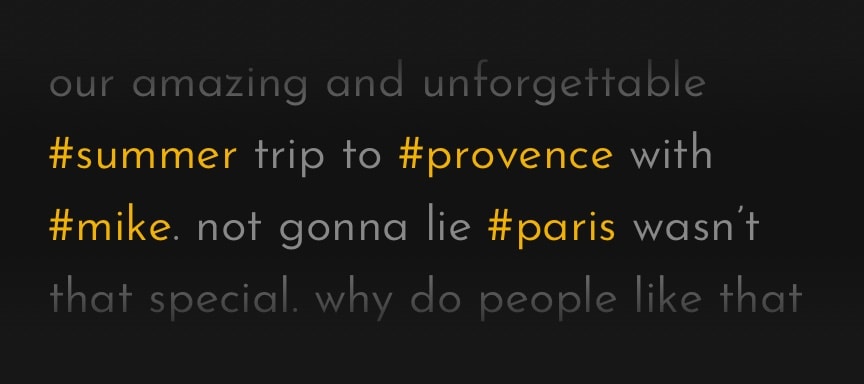 our amazing and unforgettable
#summer trip to #provence with
#mike. not gonna lie #paris wasn’t
that special. why do people like that